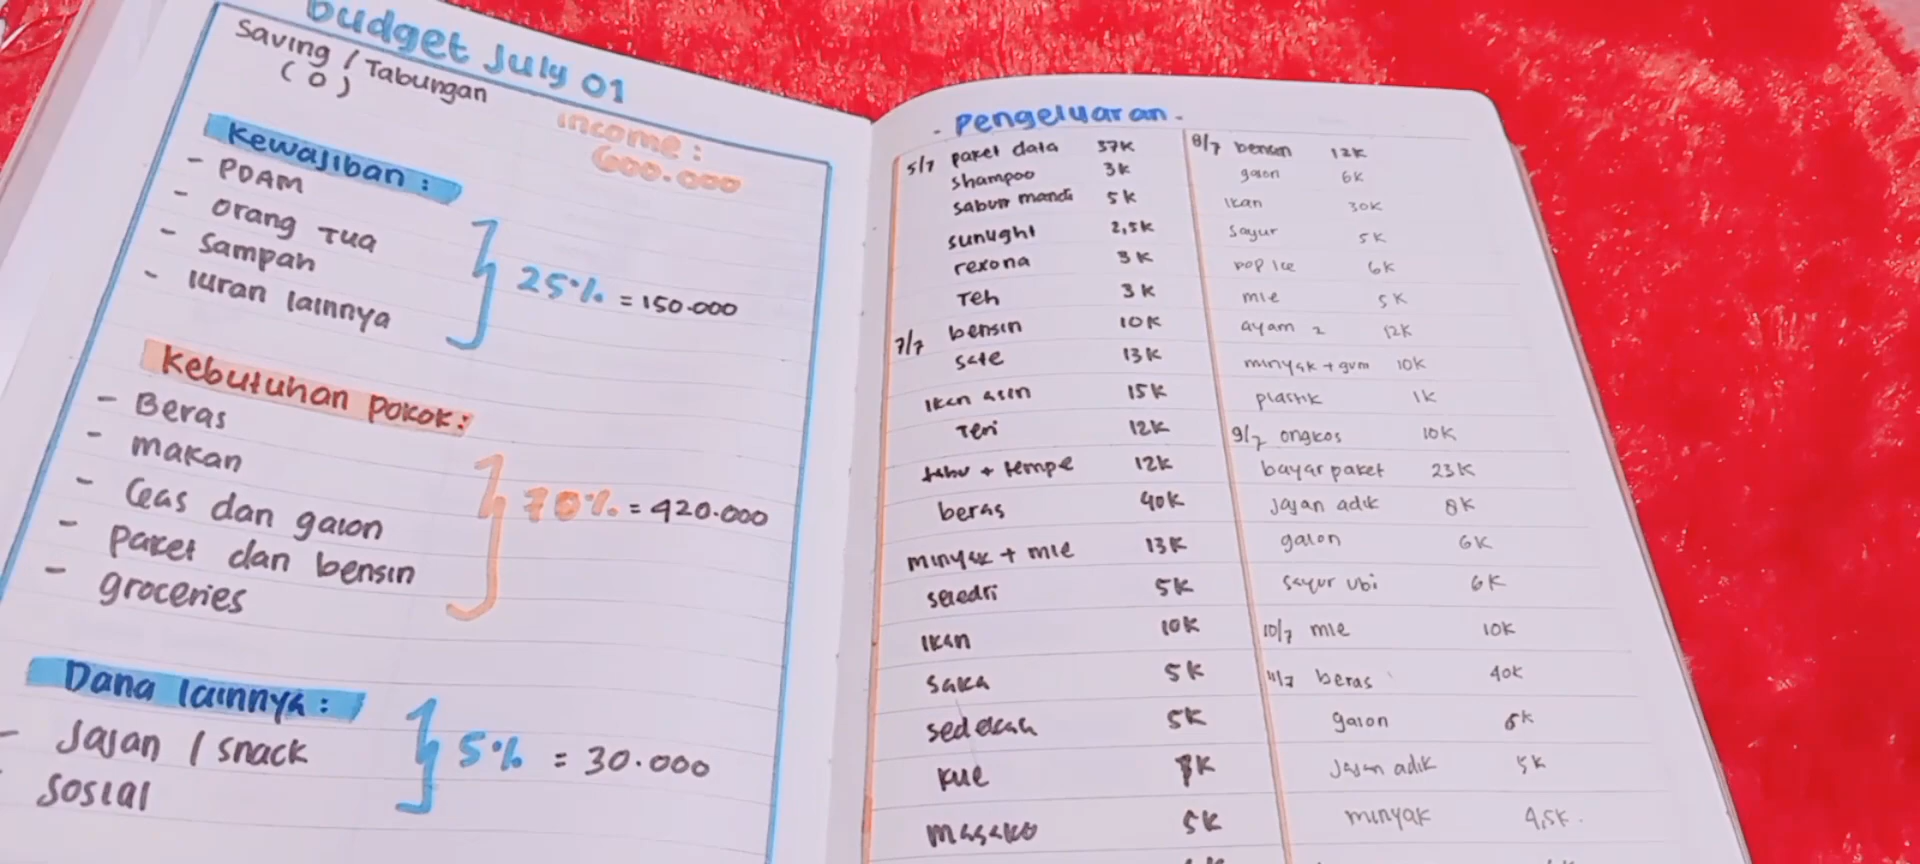 Budget July 01
Saving / Tabungan
( 0 )
income :
600.000
Kewajiban :
- PDAM
- orang Tua
- Sampah
- Iuran lainnya
25% = 150.000
Kebutuhan Pokok :
- Beras
- makan
- Geas dan galon
- Paket dan bensin
- groceries
70% = 420.000
Dana lainnya :
- Jajan / snack
- Sosial
5% = 30.000
- Pengeluaran -
5/7 paket data 37K
shampoo 3K
sabun mandi 5K
sunlight 2,5K
rexona 3K
Teh 3K
7/7 bensin 10K
sate 13K
Ikan asin 15K
Teri 12K
tahu + tempe 12K
beras 40K
minyak + mie 13K
seledri 5K
Ikan 10K
Saka 5K
sedekah 5K
kue
masako 5K
8/7 bensin 12K
galon 6K
Ikan 30K
Sayur 5K
pop Ice 6K
mie 5K
ayam 2 12K
minyak + gum 10K
plastik 1K
9/7 ongkos 10K
bayar paket 23K
Jajan adik 8K
galon 6K
Sayur Ubi 6K
10/7 mie 10K
11/7 beras 40K
galon
Jajan adik 5K
minyak 4,5K